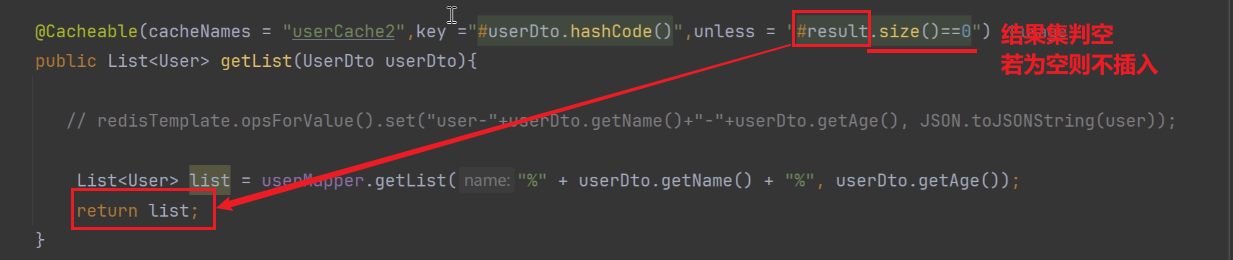 @Cacheable(cacheNames = "userCache2",key ="#userDto.hashCode()",unless = "#result.size()==0")
结果集判空
若为空则不插入
public List<User> getList(UserDto userDto){
// redisTemplate.opsForValue().set("user-"+userDto.getName()+"-"+userDto.getAge(), JSON.toJSONString(user));
List<User> list = userMapper.getList( name: "%" + userDto.getName() + "%", userDto.getAge());
return list;
}